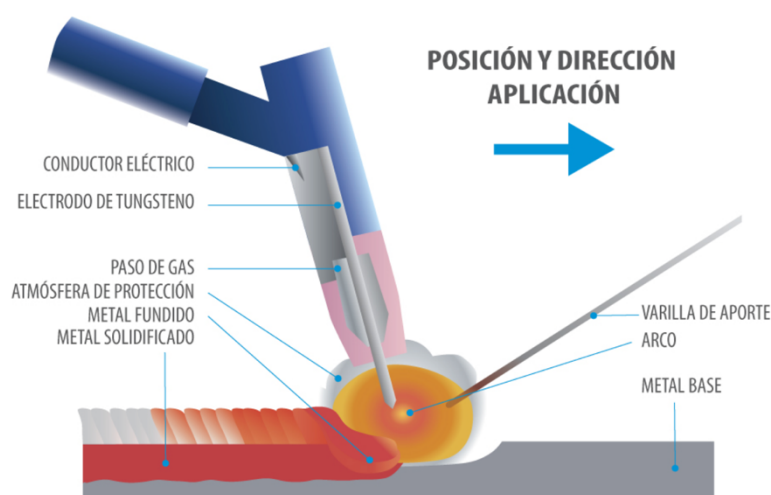 POSICIÓN Y DIRECCIÓN
APLICACIÓN
CONDUCTOR ELÉCTRICO
ELECTRODO DE TUNGSTENO
PASO DE GAS
ATMÓSFERA DE PROTECCIÓN
METAL FUNDIDO
METAL SOLIDIFICADO
VARILLA DE APORTE
ARCO
METAL BASE